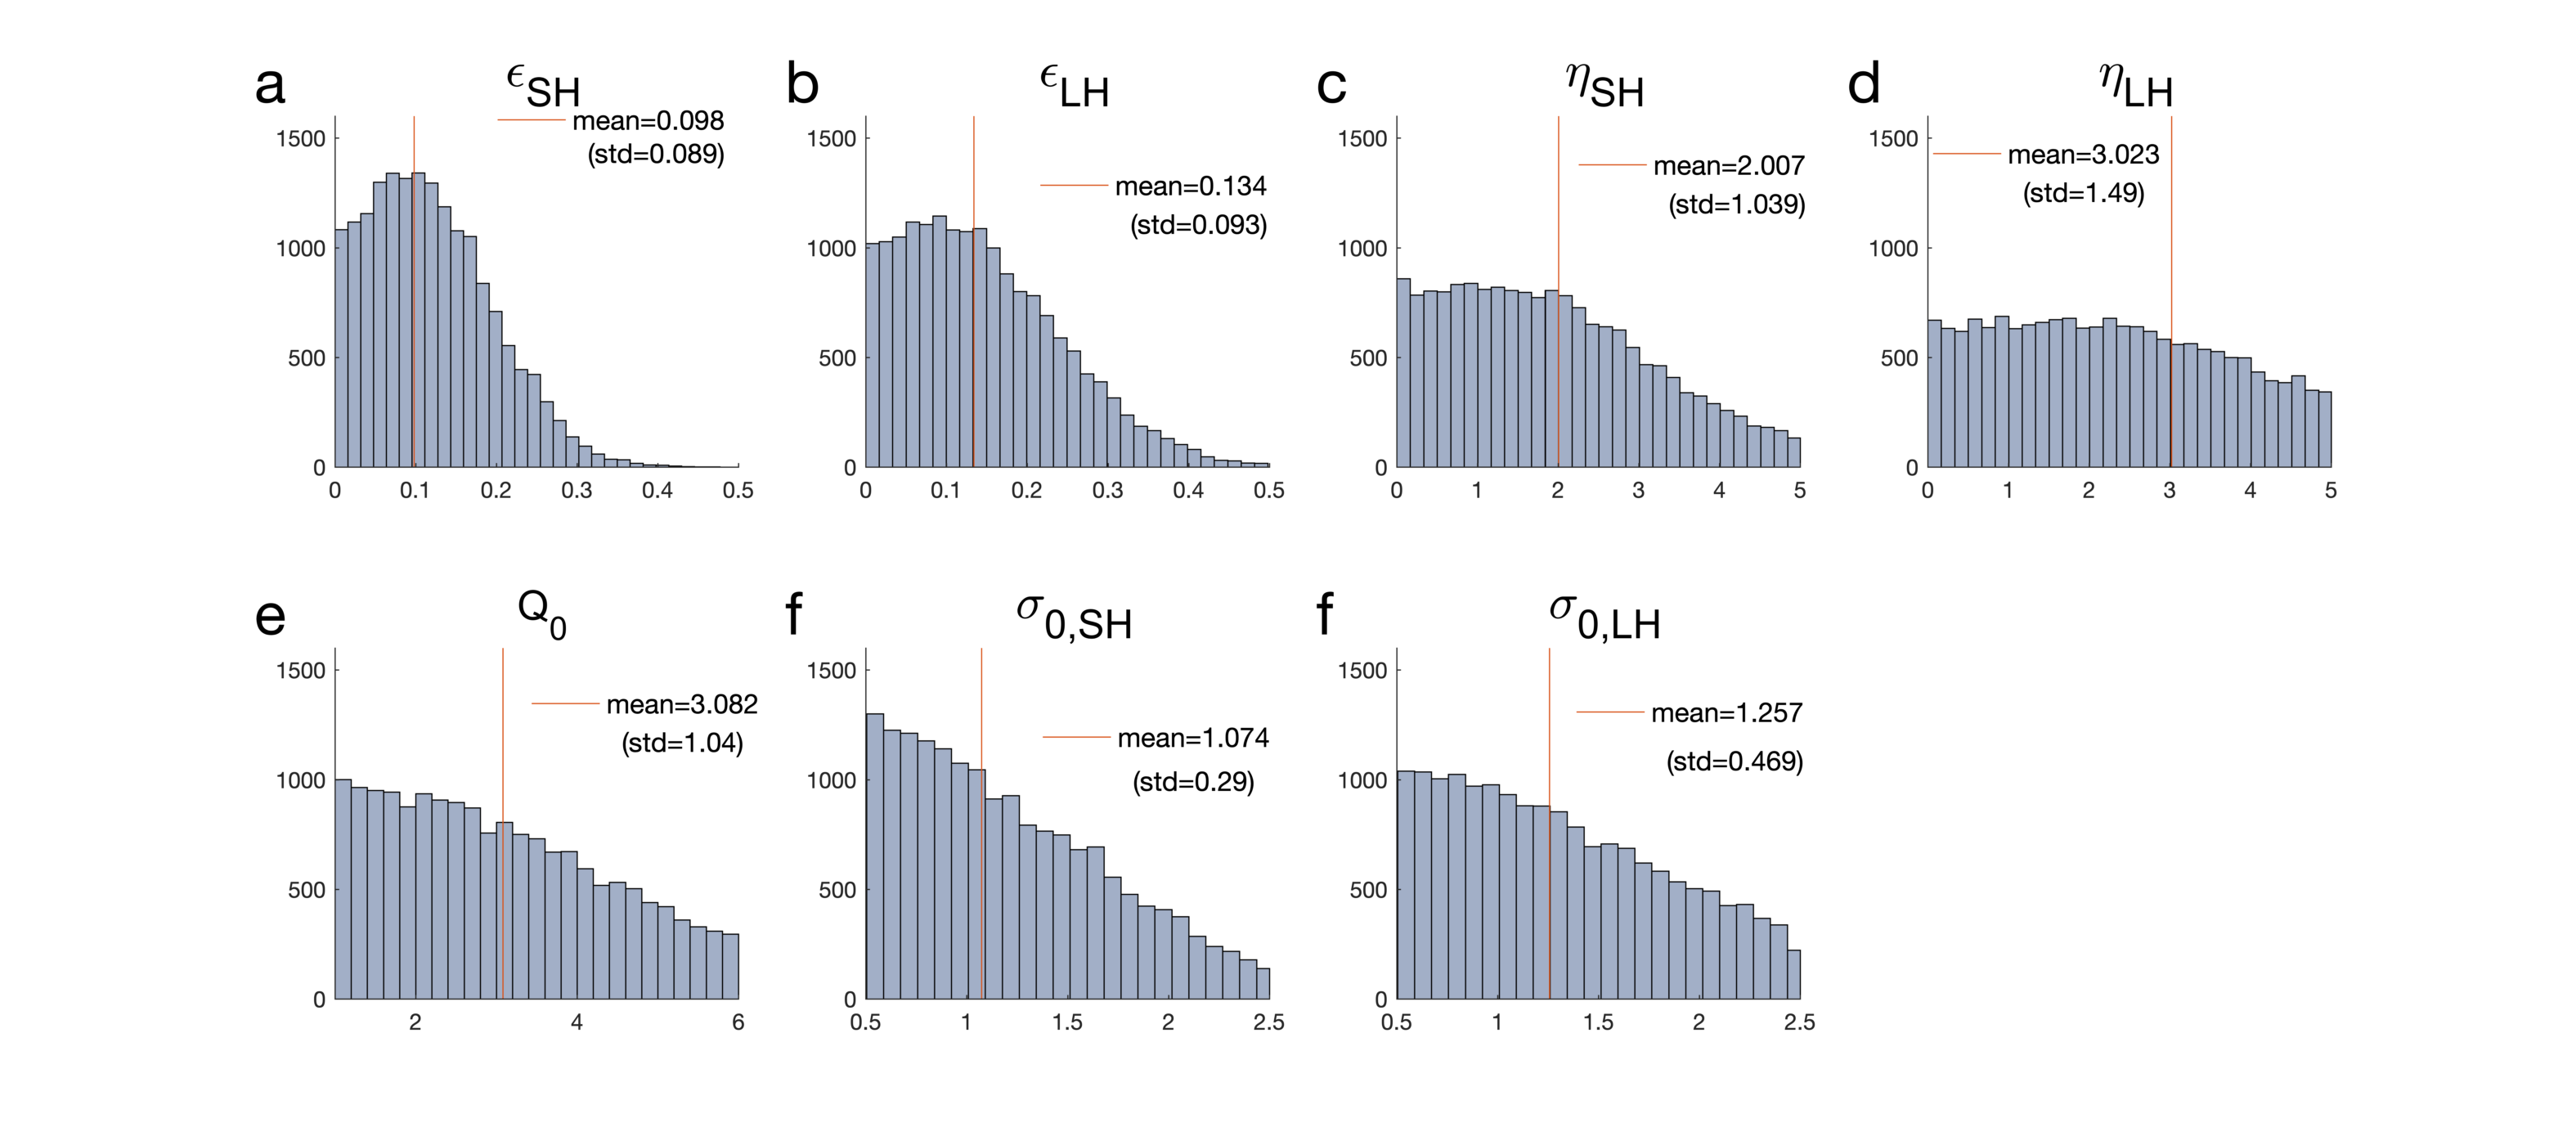 a
ϵSH
mean=0.098
(std=0.089)
1500
1000
500
0
0 0.1 0.2 0.3 0.4 0.5
b
ϵLH
mean=0.134
(std=0.093)
1500
1000
500
0
0 0.1 0.2 0.3 0.4 0.5
c
ηSH
mean=2.007
(std=1.039)
1500
1000
500
0
0 1 2 3 4 5
d
ηLH
mean=3.023
(std=1.49)
1500
1000
500
0
0 1 2 3 4 5
e
Q0
mean=3.082
(std=1.04)
1500
1000
500
0
2 4 6
f
σ0,SH
mean=1.074
(std=0.29)
1500
1000
500
0
0.5 1 1.5 2 2.5
f
σ0,LH
mean=1.257
(std=0.469)
1500
1000
500
0
0.5 1 1.5 2 2.5